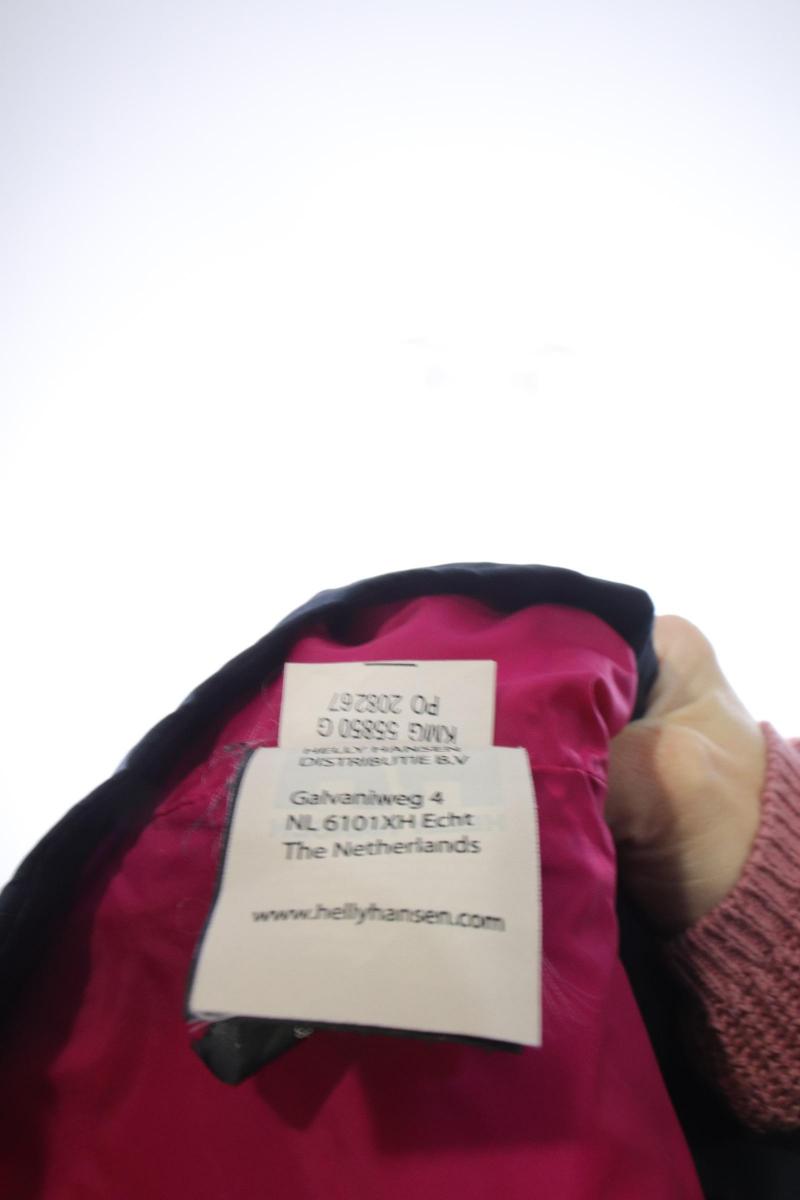 KMG 55850 G
PO 208267
HELLY HANSEN
DISTRIBUTIE B.V
Galvaniweg 4
NL 6101XH Echt
The Netherlands
www.hellyhansen.com